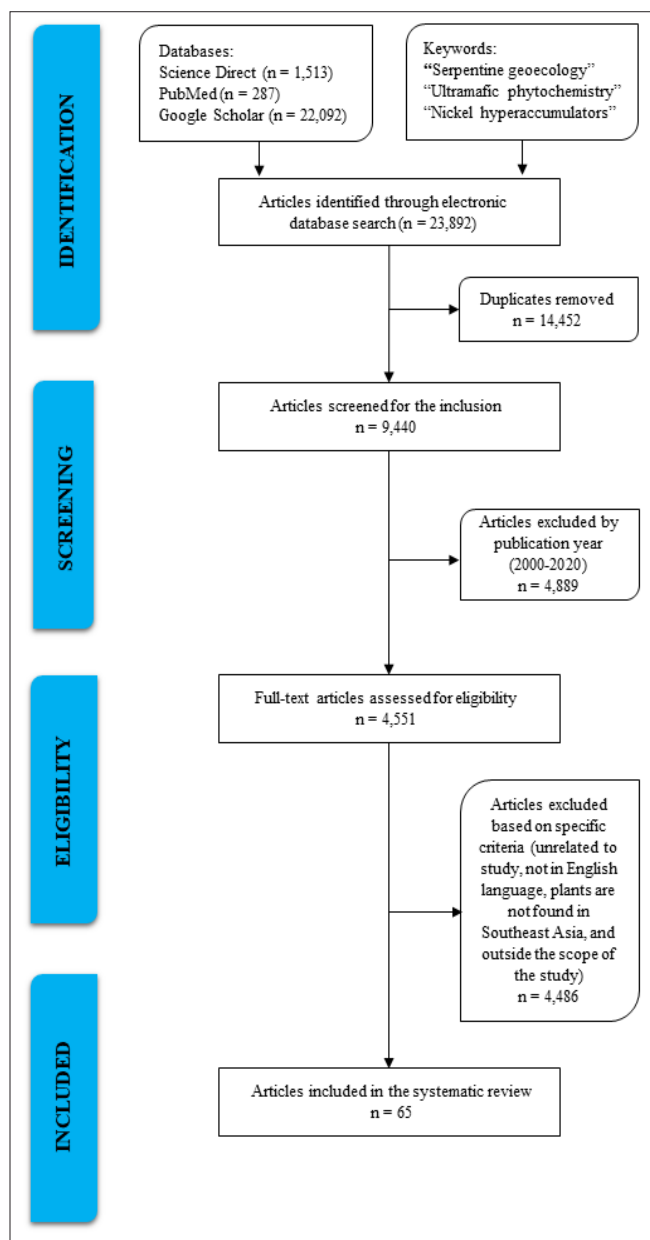 IDENTIFICATION
Databases:
Science Direct (n = 1,513)
PubMed (n = 287)
Google Scholar (n = 22,092)
Keywords:
“Serpentine geoecology”
“Ultramafic phytochemistry”
“Nickel hyperaccumulators”
Articles identified through electronic
database search (n = 23,892)
Duplicates removed
n = 14,452
SCREENING
Articles screened for the inclusion
n = 9,440
Articles excluded by
publication year
(2000-2020)
n = 4,889
ELIGIBILITY
Full-text articles assessed for eligibility
n = 4,551
Articles excluded
based on specific
criteria (unrelated to
study, not in English
language, plants are
not found in
Southeast Asia, and
outside the scope of
the study)
n = 4,486
INCLUDED
Articles included in the systematic review
n = 65